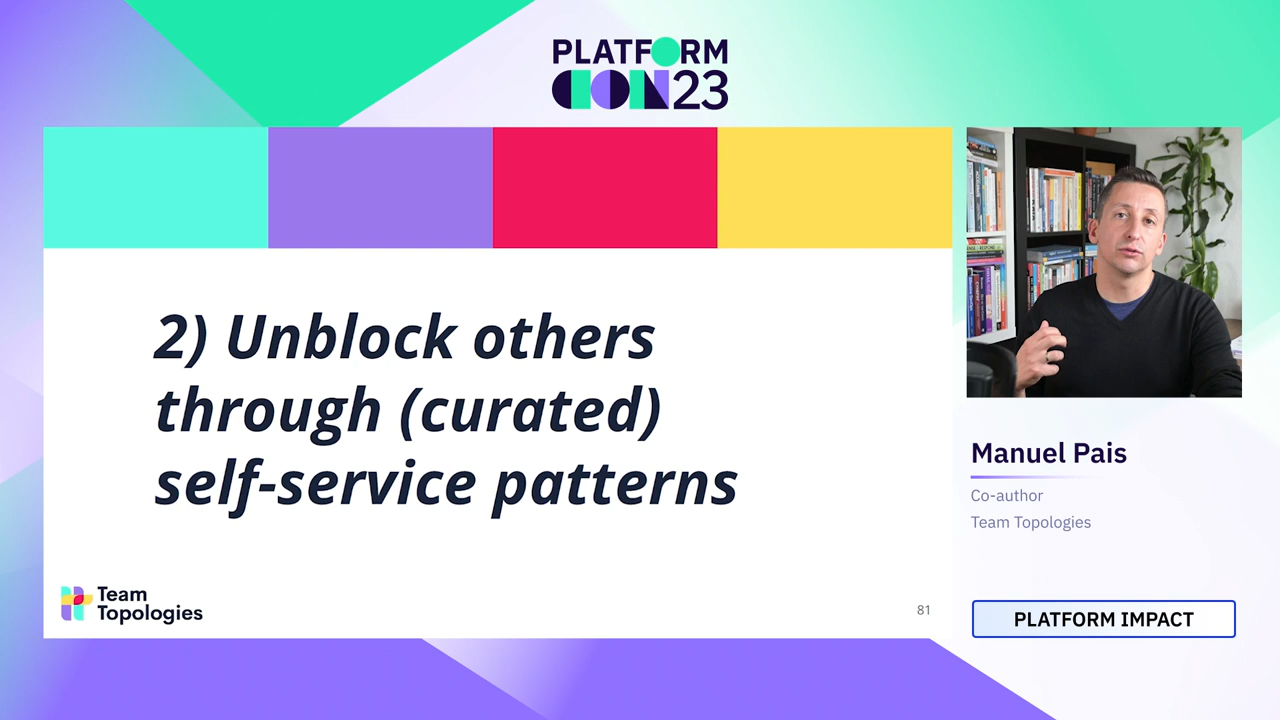 PLATFORM
CON23
2) Unblock others
through (curated)
self-service patterns
Team
Topologies
81
Manuel Pais
Co-author
Team Topologies
PLATFORM IMPACT